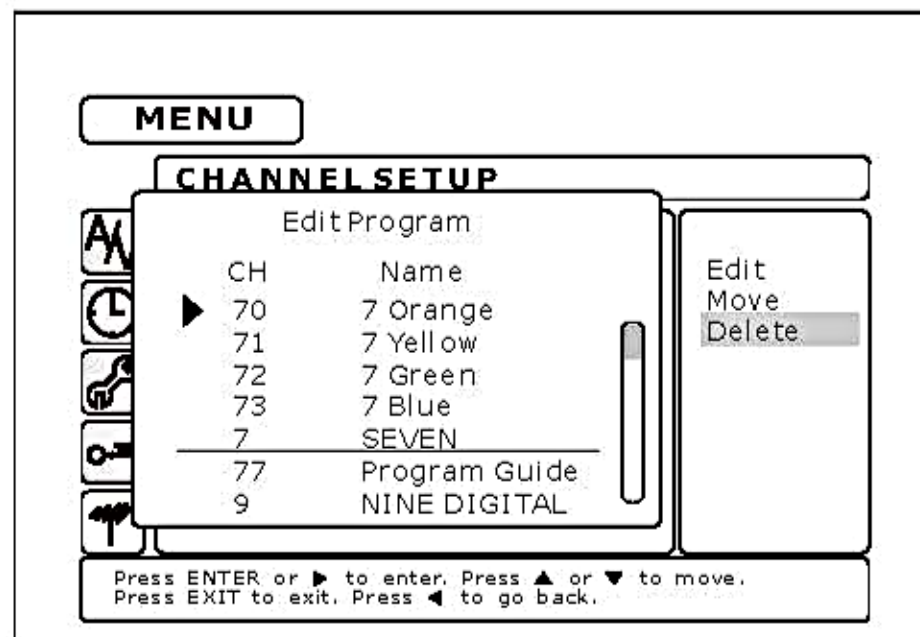 MENU
CHANNEL SETUP
Edit Program
CH Name
70 7 Orange
71 7 Yellow
72 7 Green
73 7 Blue
7 SEVEN
77 Program Guide
9 NINE DIGITAL
Edit
Move
Delete
Press ENTER or ▶ to enter. Press ▲ or ▼ to move.
Press EXIT to exit. Press ◀ to go back.